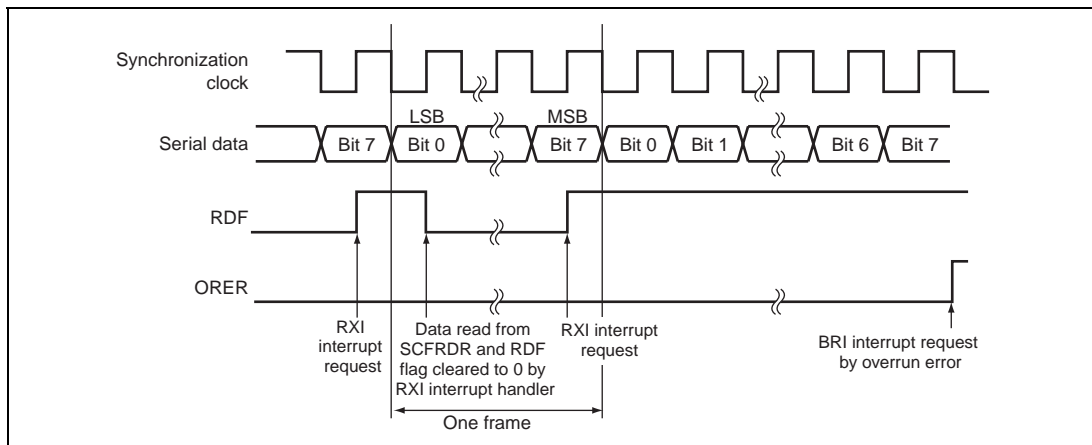 Synchronization
clock
LSB
MSB
Serial data
Bit 7
Bit 0
Bit 7
Bit 0
Bit 1
Bit 6
Bit 7
RDF
ORER
RXI
interrupt
request
Data read from
SCFRDR and RDF
flag cleared to 0 by
RXI interrupt handler
RXI interrupt
request
BRI interrupt request
by overrun error
One frame